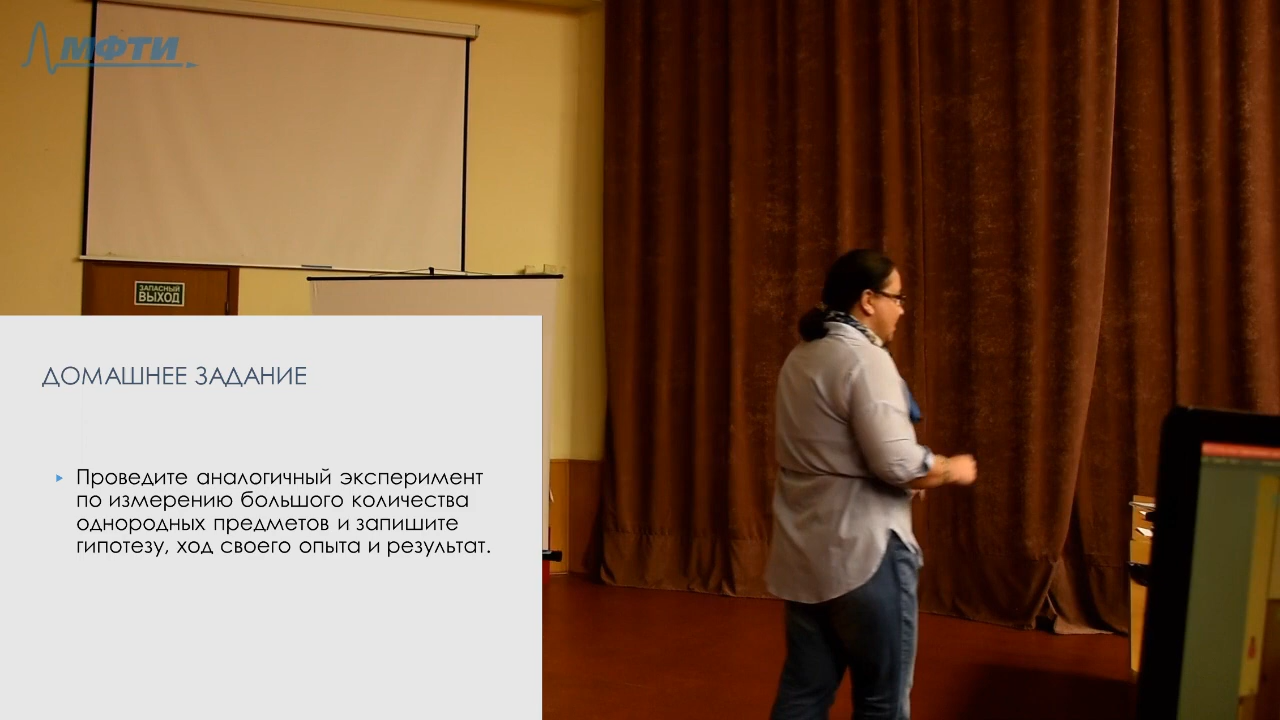 МФТИ
ЗАПАСНЫЙ
ВЫХОД
ДОМАШНЕЕ ЗАДАНИЕ
Проведите аналогичный эксперимент
по измерению большого количества
однородных предметов и запишите
гипотезу, ход своего опыта и результат.